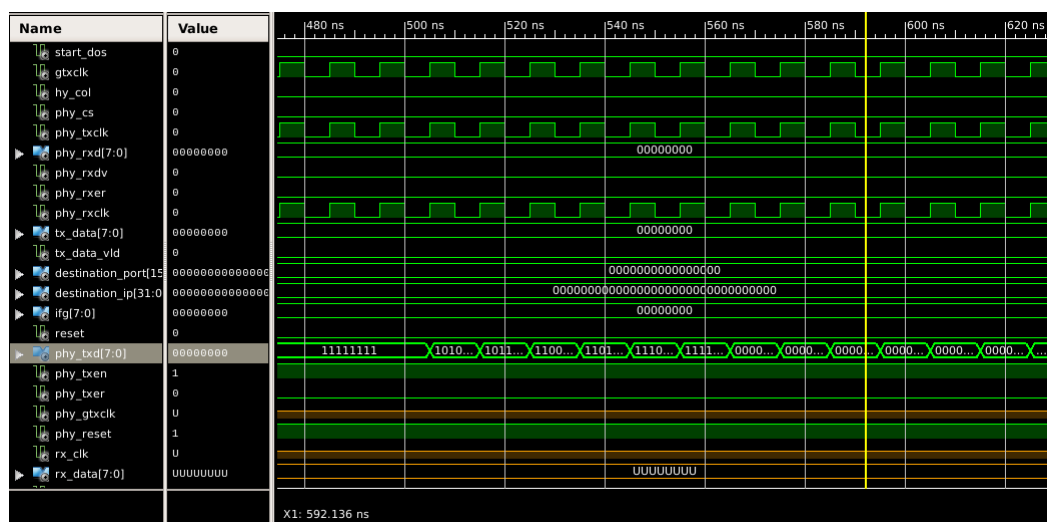 Name Value 480 ns 500 ns 520 ns 540 ns 560 ns 580 ns 600 ns 620 ns
start_dos 0
gtxclk 0
hy_col 0
phy_cs 0
phy_txclk 0
phy_rxd[7:0] 00000000 00000000
phy_rxdv 0
phy_rxer 0
phy_rxclk 0
tx_data[7:0] 00000000 00000000
tx_data_vld 0
destination_port[15 0000000000000000 0000000000000000
destination_ip[31:0 0000000000000000 00000000000000000000000000000000
ifg[7:0] 00000000 00000000
reset 0
phy_txd[7:0] 00000000 11111111 1010... 1011... 1100... 1101... 1110... 1111... 0000... 0000... 0000... 0000... 0000... 0000... ...
phy_txen 1
phy_txer 0
phy_gtxclk U
phy_reset 1
rx_clk U
rx_data[7:0] UUUUUUUU UUUUUUUU
X1: 592.136 ns